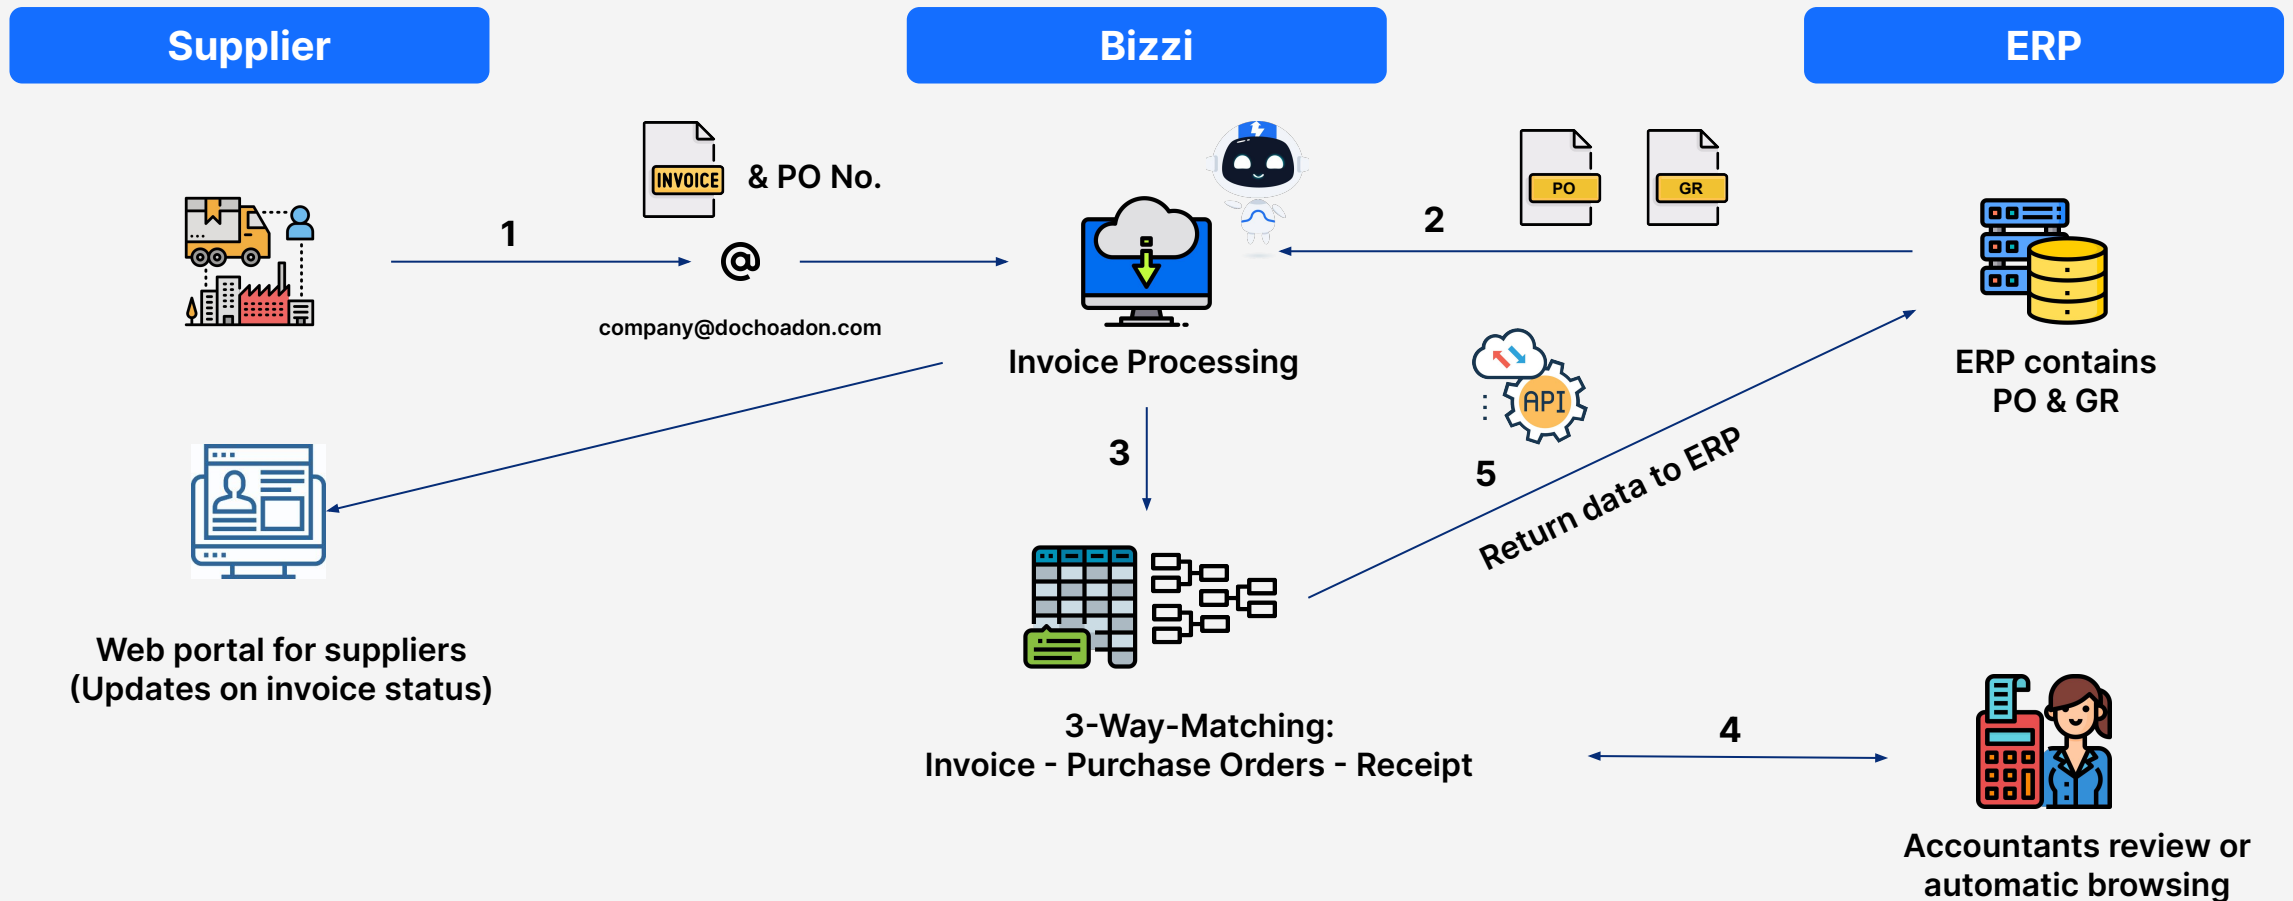 Supplier
Bizzi
ERP
INVOICE
& PO No.
1
@
company@dochoadon.com
Invoice Processing
2
PO
GR
ERP contains
PO & GR
API
3
5
Return data to ERP
Web portal for suppliers
(Updates on invoice status)
3-Way-Matching:
Invoice - Purchase Orders - Receipt
4
Accountants review or
automatic browsing